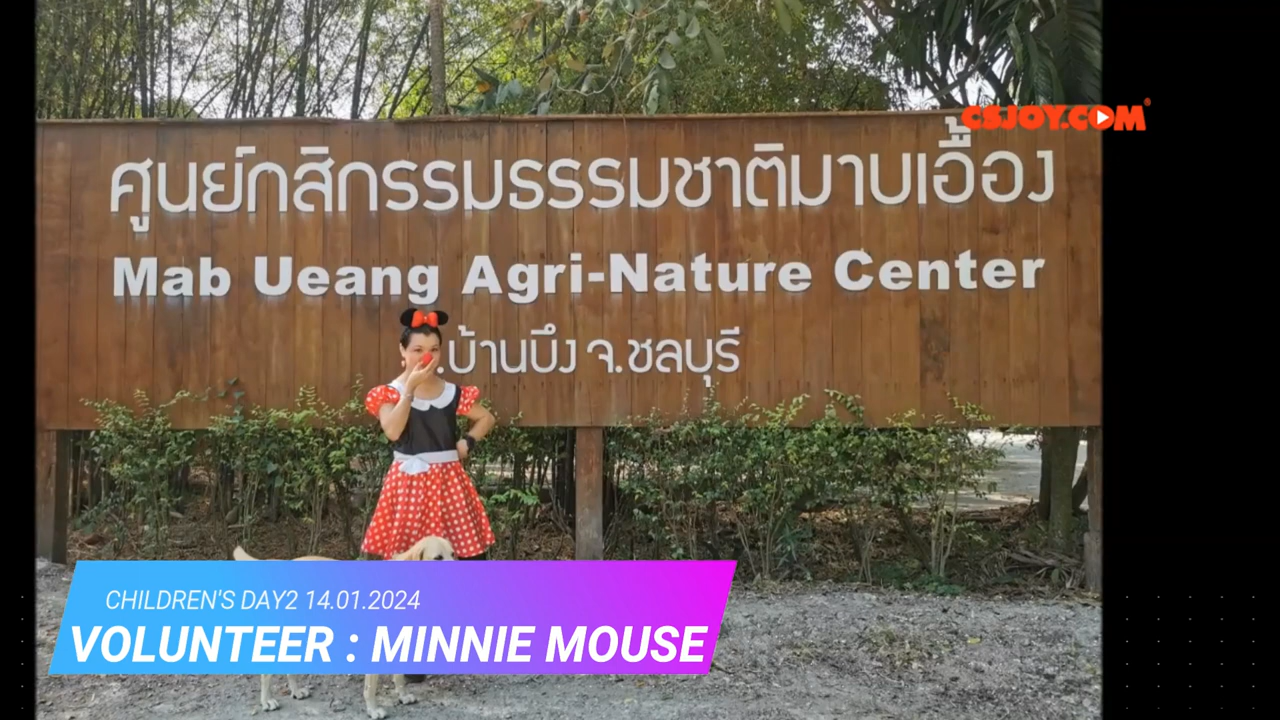 CSJOY.COM
ศูนย์กสิกรรมธรรมชาติมาบเอื้อง
Mab Ueang Agri-Nature Center
.บ้านบึง จ.ชลบุรี
CHILDREN'S DAY2 14.01.2024
VOLUNTEER : MINNIE MOUSE